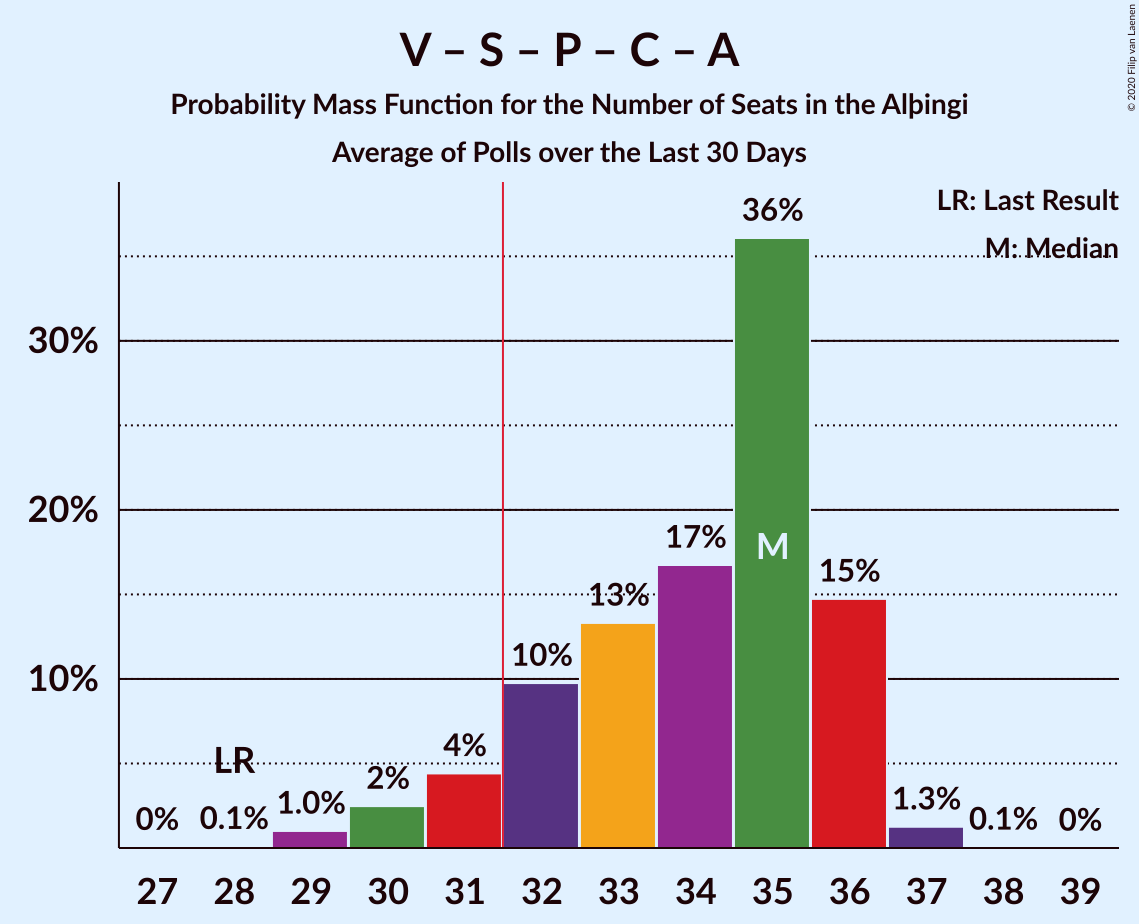 V – S – P – C – A
Probability Mass Function for the Number of Seats in the Alþingi
Average of Polls over the Last 30 Days
© 2020 Filip van Laenen
LR: Last Result
M: Median
30%
20%
10%
0%
0.1%
LR
1.0%
2%
4%
10%
13%
17%
36%
M
15%
1.3%
0.1%
0%
27 28 29 30 31 32 33 34 35 36 37 38 39